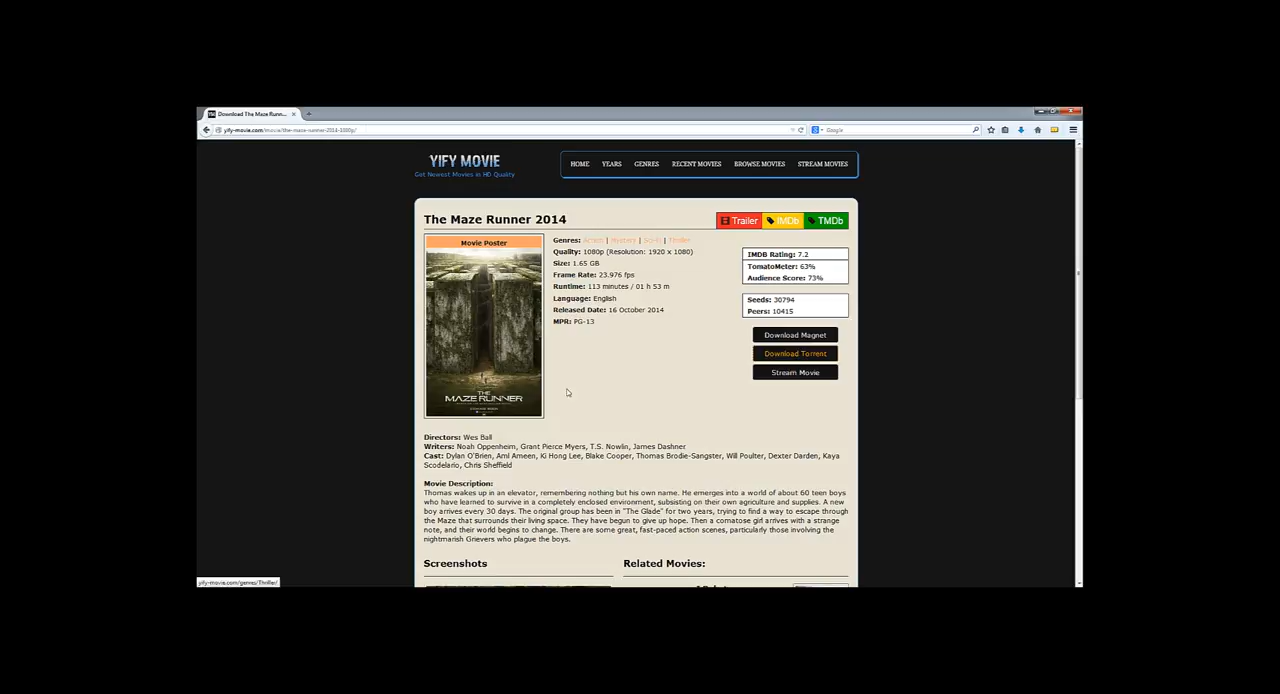 Download The Maze Runn...
yify-movie.com/movie/the-maze-runner-2014-1080p/
Google
YIFY MOVIE
Get Newest Movies in HD Quality
HOME YEARS GENRES RECENT MOVIES BROWSE MOVIES STREAM MOVIES
The Maze Runner 2014
Trailer IMDb TMDb
Movie Poster
THE
MAZE RUNNER
Genres: Action | Mystery | Sci-Fi | Thriller
Quality: 1080p (Resolution: 1920 x 1080)
Size: 1.65 GB
Frame Rate: 23.976 fps
Runtime: 113 minutes / 01 h 53 m
Language: English
Released Date: 16 October 2014
MPR: PG-13
IMDB Rating: 7.2
TomatoMeter: 63%
Audience Score: 73%
Seeds: 30794
Peers: 10415
Download Magnet
Download Torrent
Stream Movie
Directors: Wes Ball
Writers: Noah Oppenheim, Grant Pierce Myers, T.S. Nowlin, James Dashner
Cast: Dylan O'Brien, Aml Ameen, Ki Hong Lee, Blake Cooper, Thomas Brodie-Sangster, Will Poulter, Dexter Darden, Kaya
Scodelario, Chris Sheffield
Movie Description:
Thomas wakes up in an elevator, remembering nothing but his own name. He emerges into a world of about 60 teen boys
who have learned to survive in a completely enclosed environment, subsisting on their own agriculture and supplies. A new
boy arrives every 30 days. The original group has been in "The Glade" for two years, trying to find a way to escape through
the Maze that surrounds their living space. They have begun to give up hope. Then a comatose girl arrives with a strange
note, and their world begins to change. There are some great, fast-paced action scenes, particularly those involving the
nightmarish Grievers who plague the boys.
Screenshots
Related Movies:
yify-movie.com/genres/Thriller/